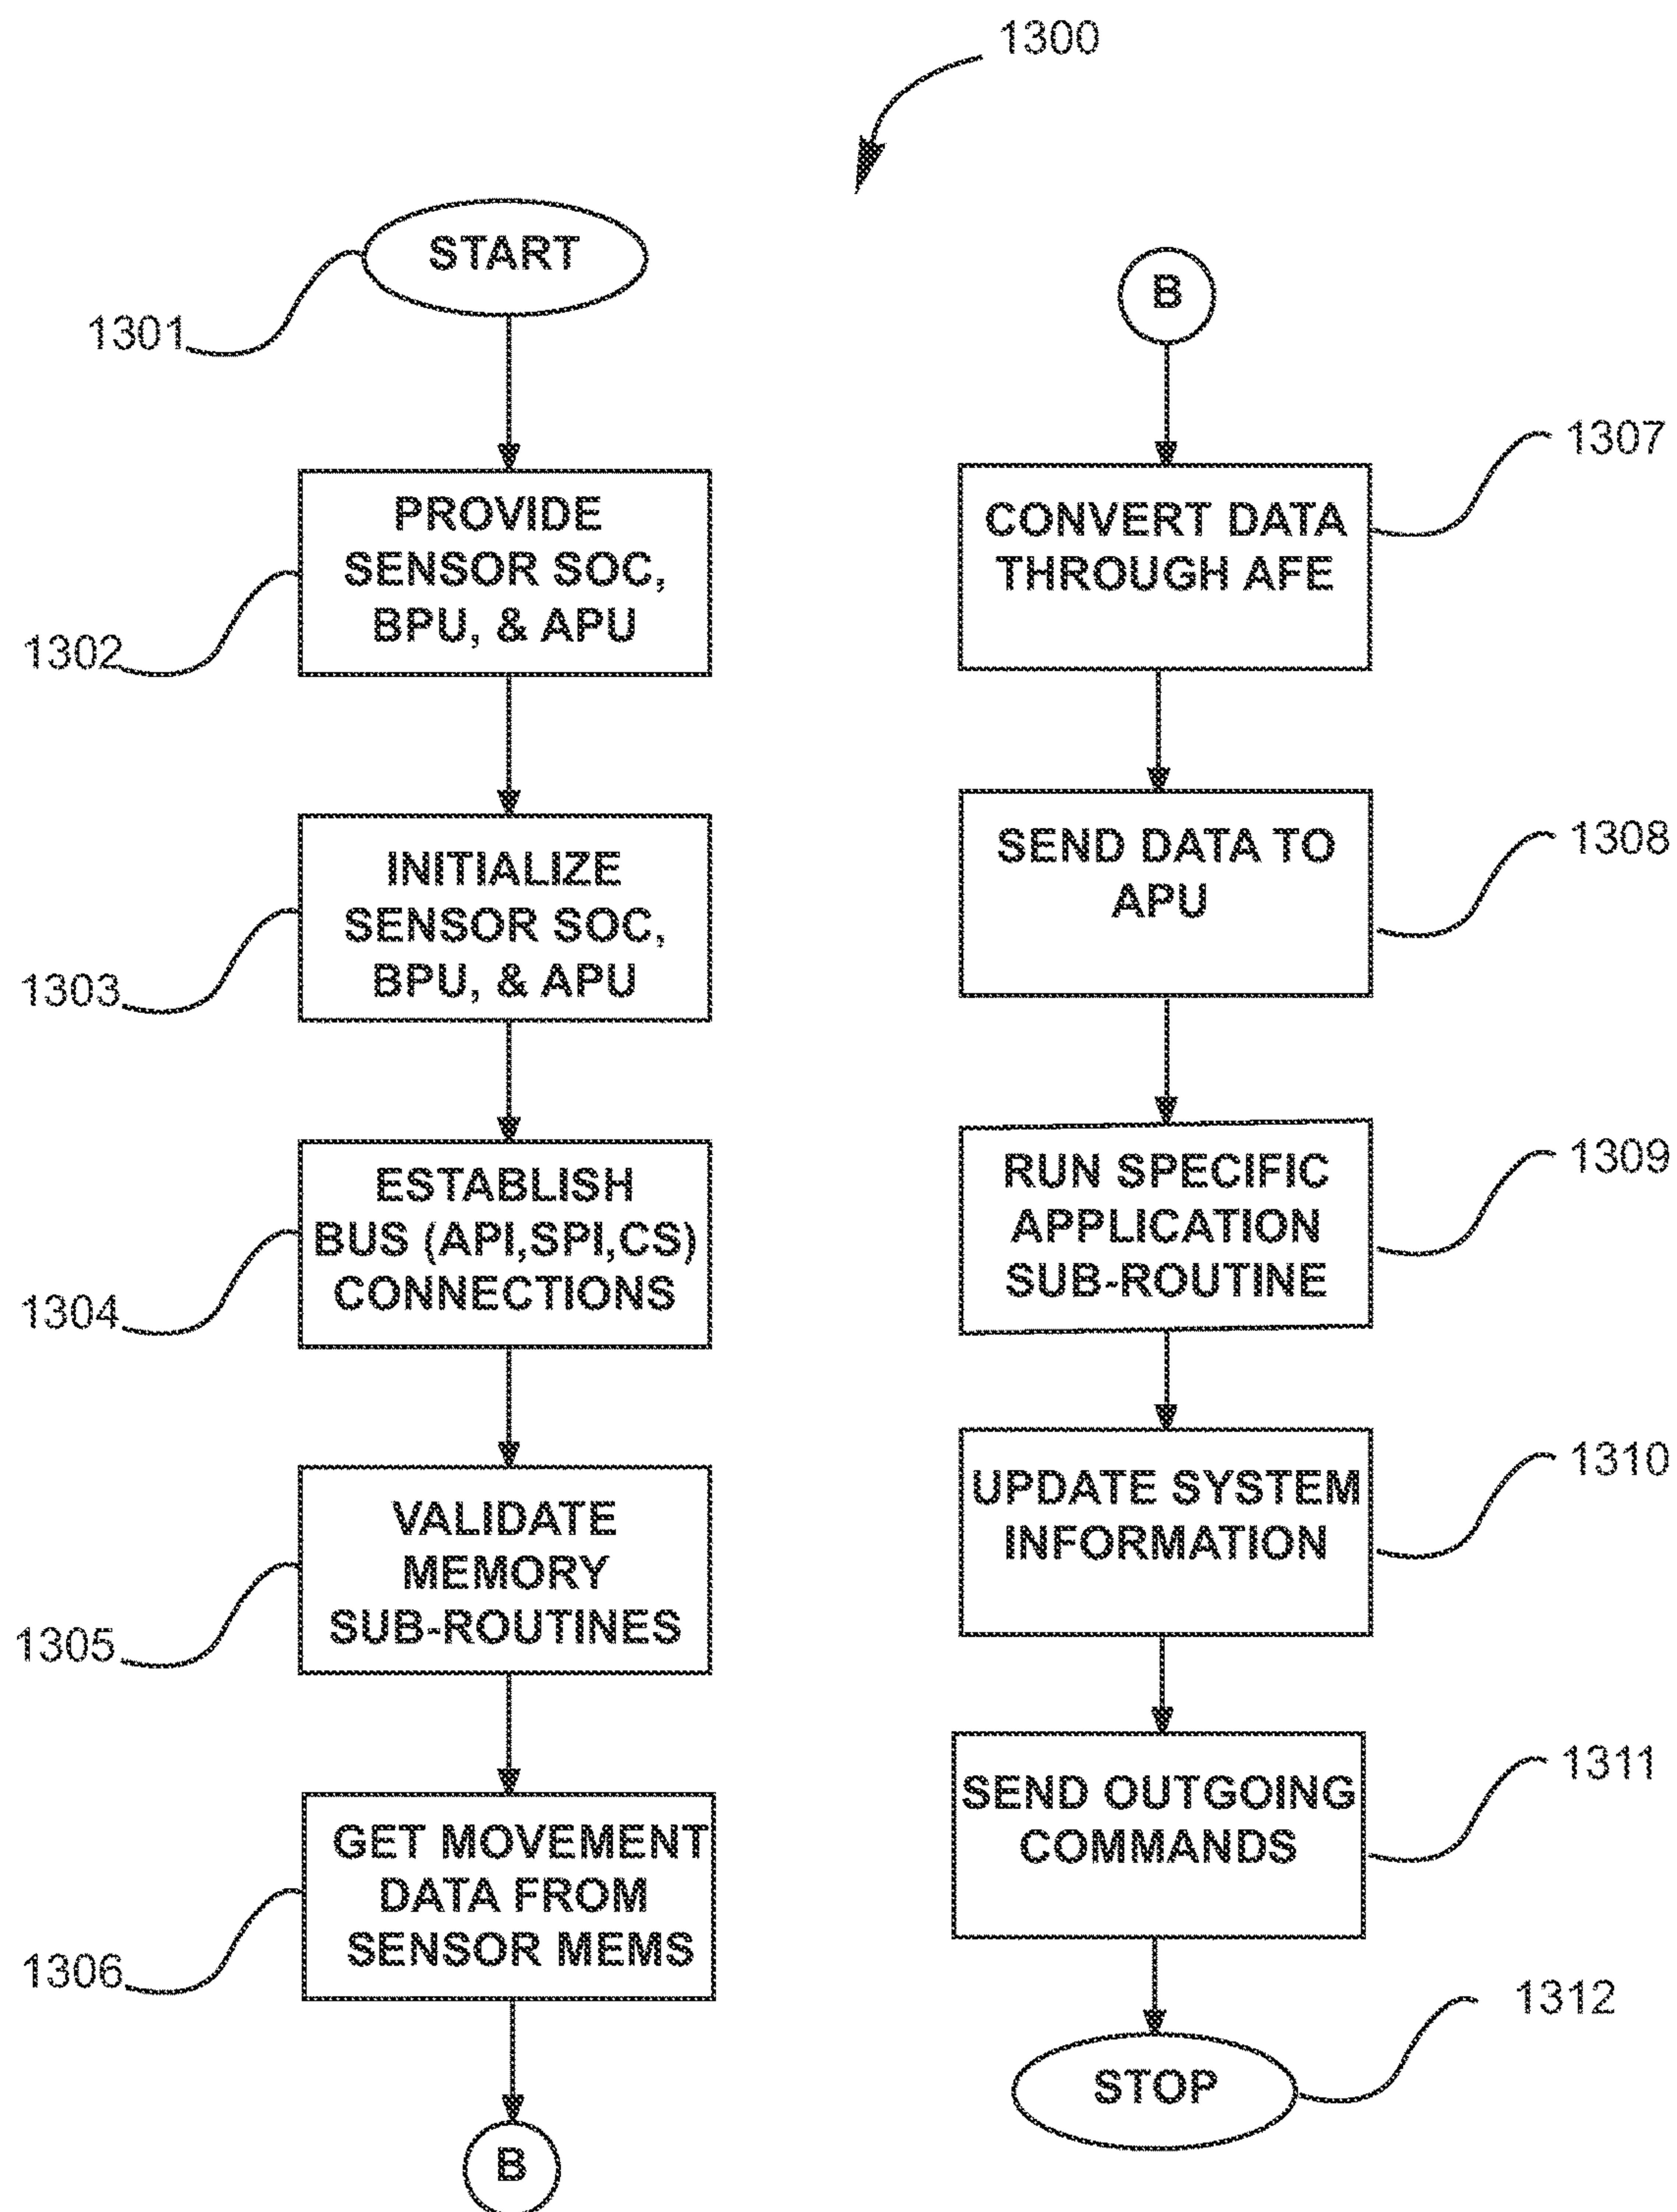 1300
START
1301
PROVIDE
SENSOR SOC,
BPU, & APU
1302
INITIALIZE
SENSOR SOC,
BPU, & APU
1303
ESTABLISH
BUS (API,SPI,CS)
CONNECTIONS
1304
VALIDATE
MEMORY
SUB-ROUTINES
1305
GET MOVEMENT
DATA FROM
SENSOR MEMS
1306
B
B
CONVERT DATA
THROUGH AFE
1307
SEND DATA TO
APU
1308
RUN SPECIFIC
APPLICATION
SUB-ROUTINE
1309
UPDATE SYSTEM
INFORMATION
1310
SEND OUTGOING
COMMANDS
1311
STOP
1312